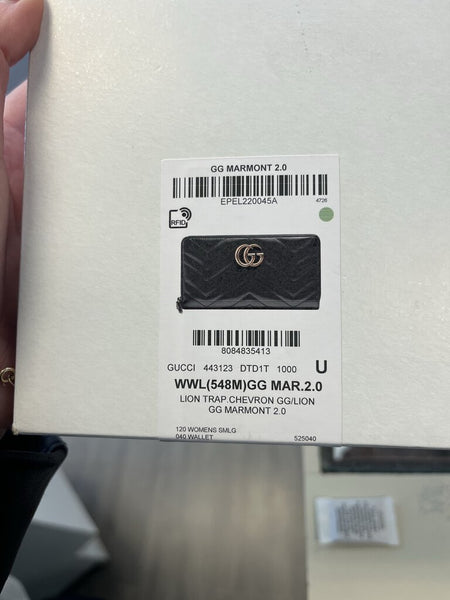 GG MARMONT 2.0
EPEL220045A 4726
RFID
GG
8084835413
GUCCI 443123 DTD1T 1000 U
WWL(548M)GG MAR.2.0
LION TRAP.CHEVRON GG/LION
GG MARMONT 2.0
120 WOMENS SMLG
040 WALLET 525040